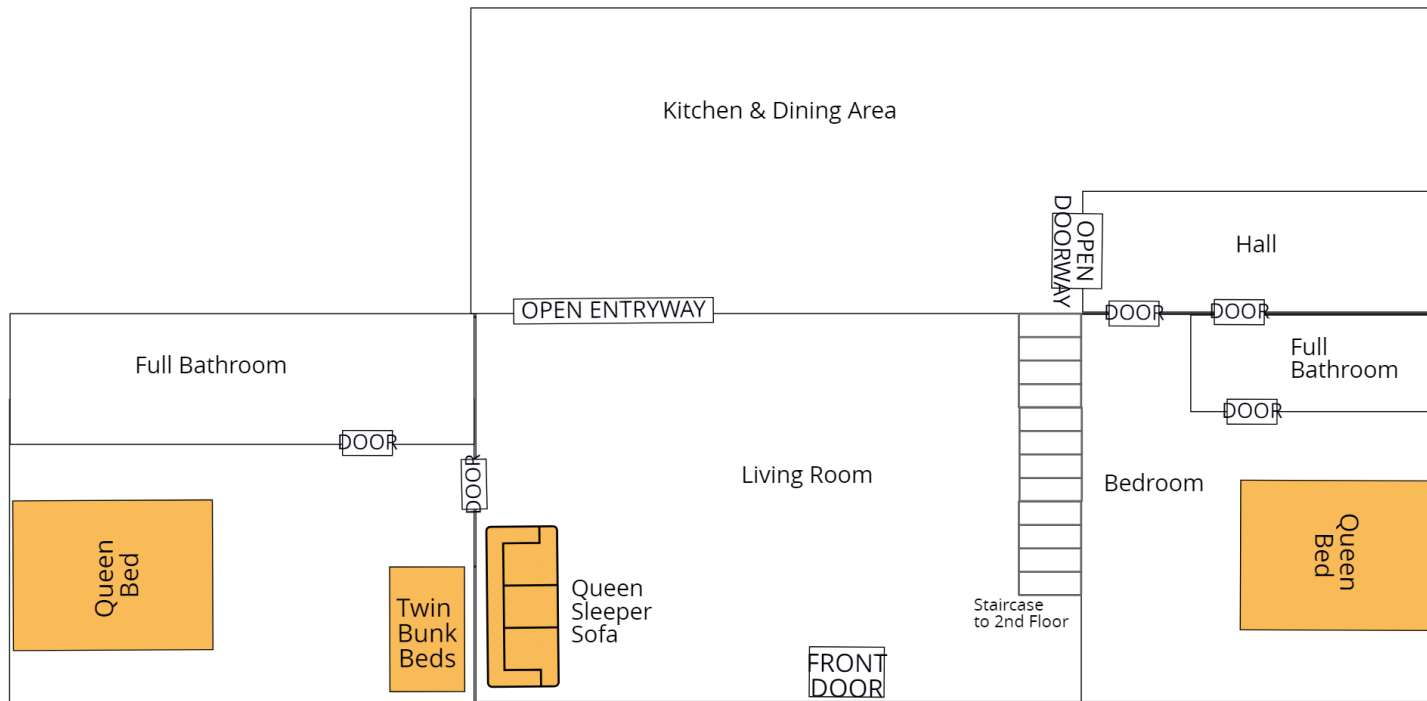 Kitchen & Dining Area
OPEN
DOORWAY
Hall
OPEN ENTRYWAY
DOOR
DOOR
Full Bathroom
Full
Bathroom
DOOR
DOOR
DOOR
Living Room
Bedroom
Queen
Bed
Queen
Bed
Twin
Bunk
Beds
Queen
Sleeper
Sofa
Staircase
to 2nd Floor
FRONT
DOOR